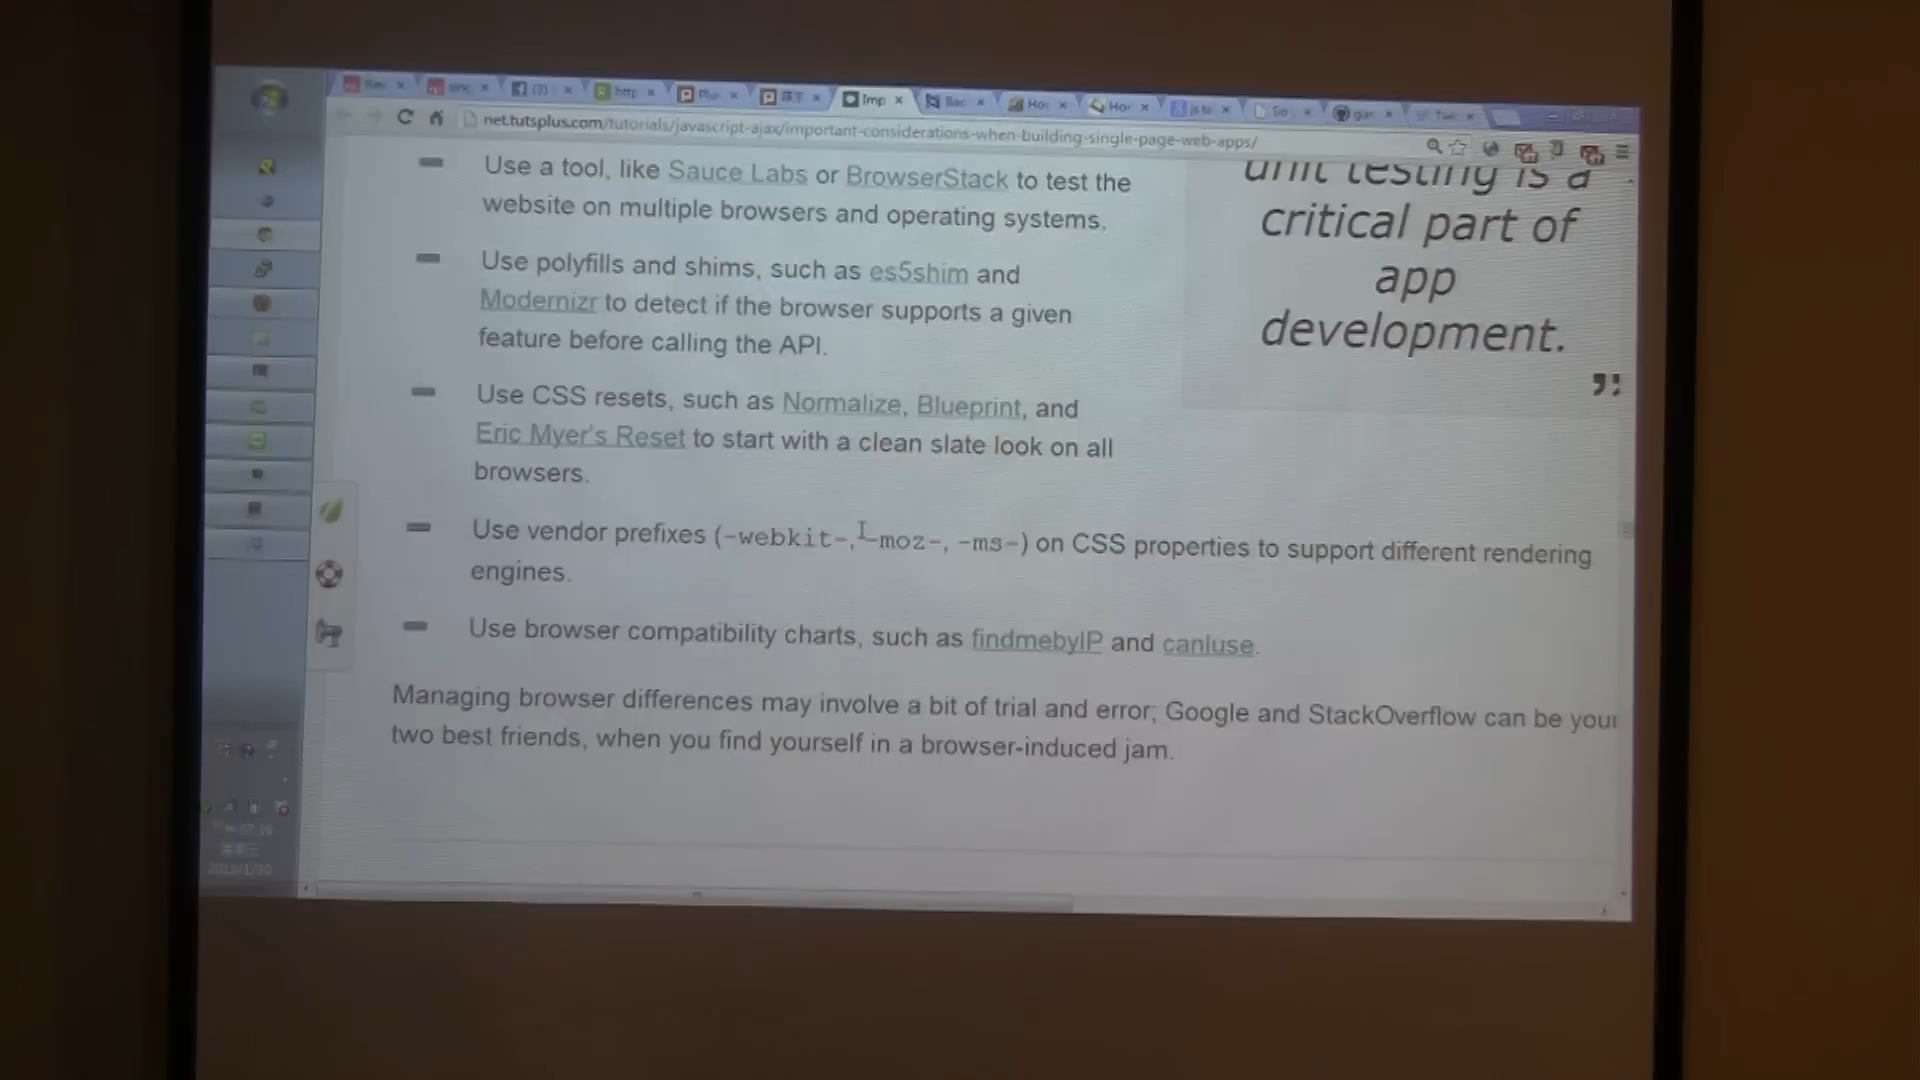 Imp
Bac
Hor
net.tutsplus.com/tutorials/javascript-ajax/important-considerations-when-building-single-page-web-apps/
Use a tool, like Sauce Labs or BrowserStack to test the
website on multiple browsers and operating systems.
Use polyfills and shims, such as es5shim and
Modernizr to detect if the browser supports a given
feature before calling the API.
Use CSS resets, such as Normalize, Blueprint, and
Eric Myer's Reset to start with a clean slate look on all
browsers.
unit testing is a
critical part of
app
development.
”
Use vendor prefixes (-webkit-, -moz-, -ms-) on CSS properties to support different rendering
engines.
Use browser compatibility charts, such as findmebyIP and canIuse.
Managing browser differences may involve a bit of trial and error; Google and StackOverflow can be your
two best friends, when you find yourself in a browser-induced jam.